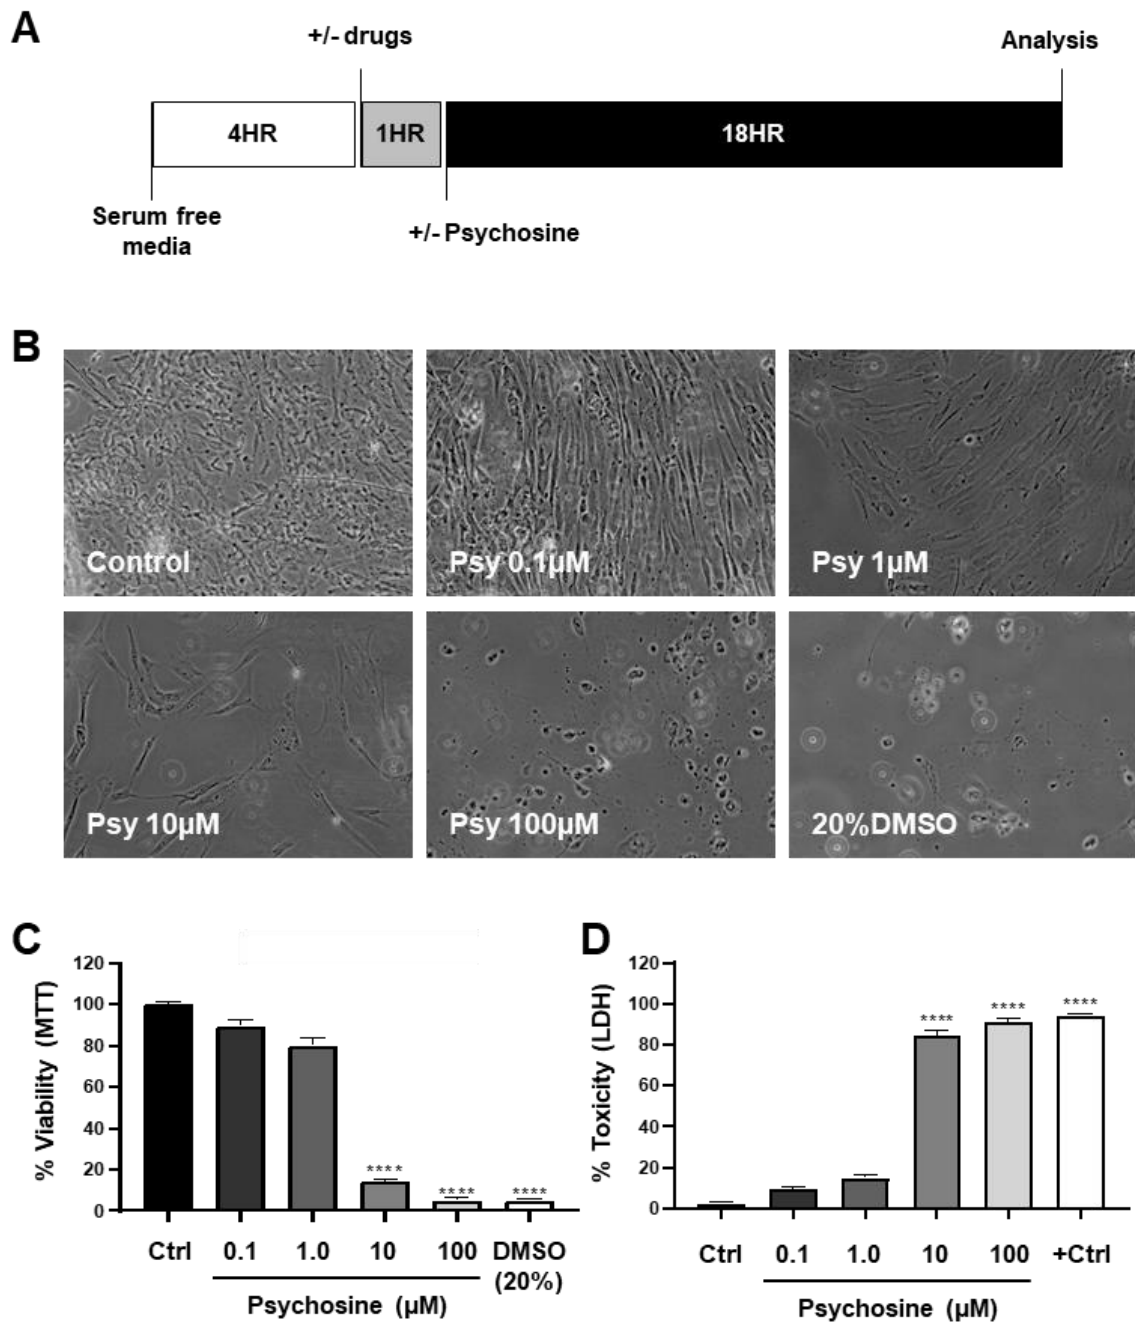 A
+/- drugs
Analysis
4HR
1HR
18HR
Serum free
media
+/- Psychosine
B
Control
Psy 0.1µM
Psy 1µM
Psy 10µM
Psy 100µM
20%DMSO
C
% Viability (MTT)
120
100
80
60
40
20
0
****
****
****
Ctrl
0.1
1.0
10
100
DMSO
(20%)
Psychosine (µM)
D
% Toxicity (LDH)
120
100
80
60
40
20
0
****
****
****
Ctrl
0.1
1.0
10
100
+Ctrl
Psychosine (µM)